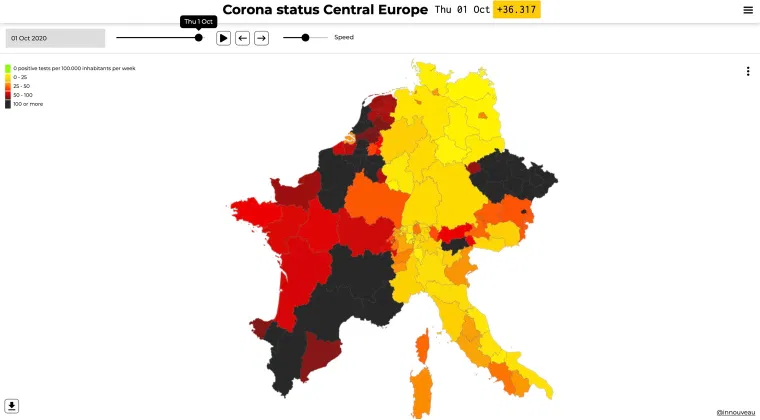 Corona status Central Europe Thu 01 Oct +36.317
Thu 1 Oct
01 Oct 2020
Speed
0 positive tests per 100.000 inhabitants per week
0 - 25
25 - 50
50 - 100
100 or more
@innouveau